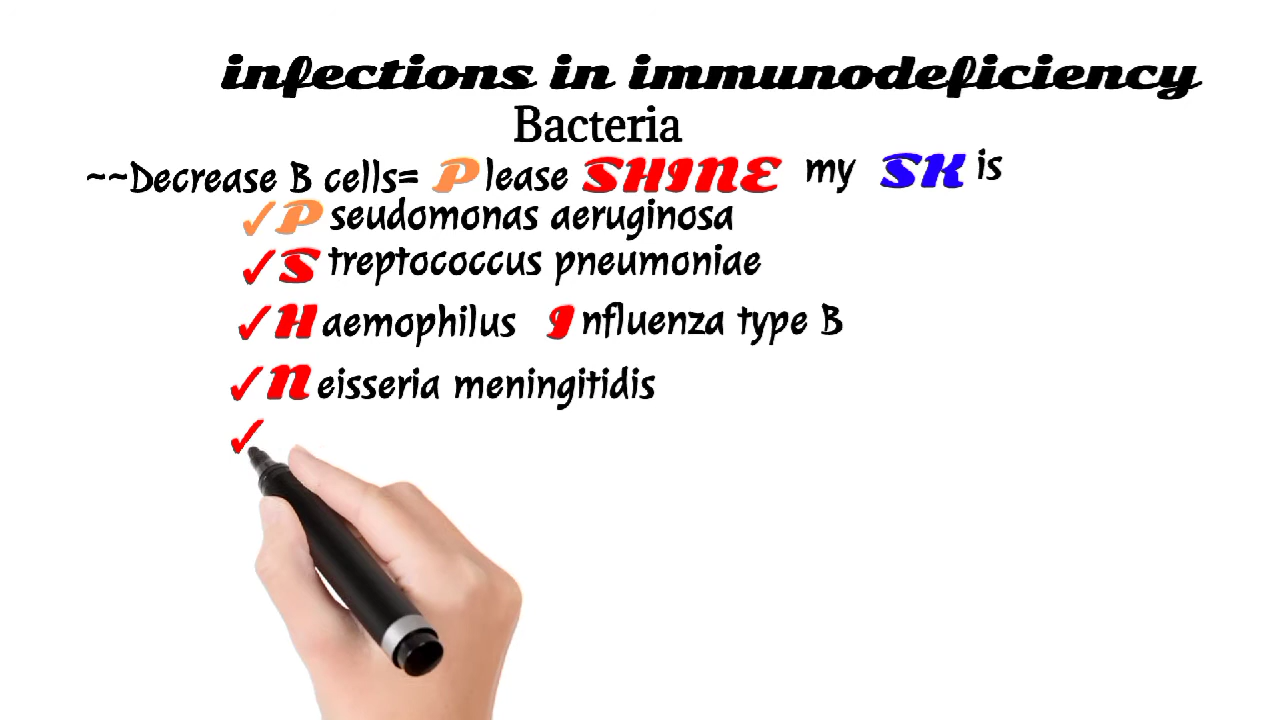 infections in immunodeficiency
Bacteria
~~Decrease B cells= Please SHINE my SK is
✓Pseudomonas aeruginosa
✓Streptococcus pneumoniae
✓Haemophilus Influenza type B
✓Neisseria meningitidis
✓